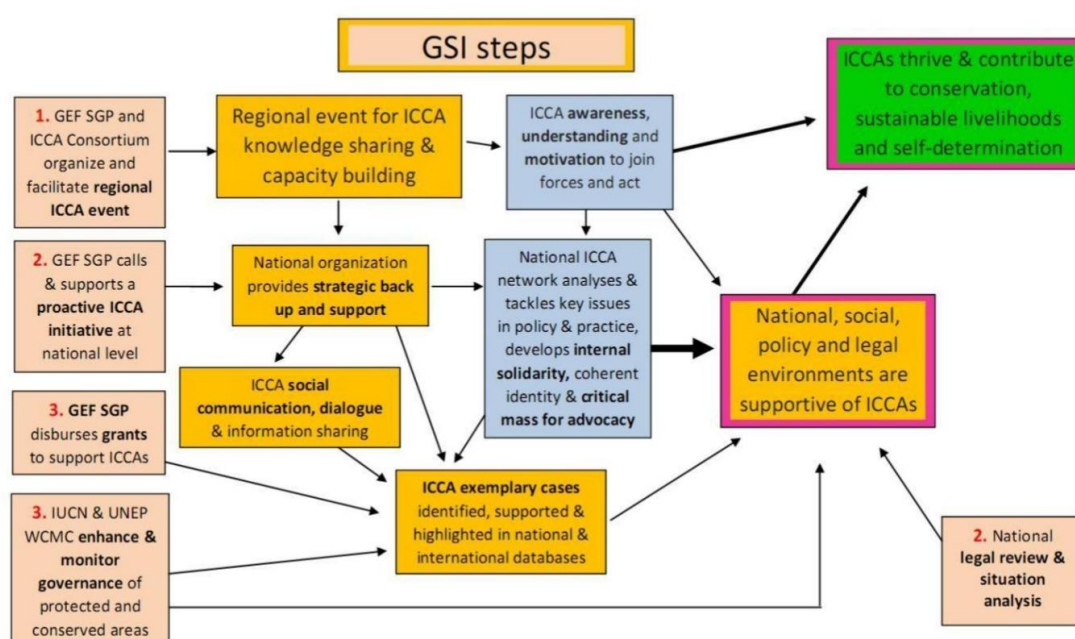 GSI steps
1. GEF SGP and
ICCA Consortium
organize and
facilitate regional
ICCA event
Regional event for ICCA
knowledge sharing &
capacity building
ICCA awareness,
understanding and
motivation to join
forces and act
ICCAs thrive & contribute
to conservation,
sustainable livelihoods
and self-determination
2. GEF SGP calls
& supports a
proactive ICCA
initiative at
national level
National organization
provides strategic back
up and support
National ICCA
network analyses &
tackles key issues
in policy & practice,
develops internal
solidarity, coherent
identity & critical
mass for advocacy
National, social,
policy and legal
environments are
supportive of ICCAs
ICCA social
communication, dialogue
& information sharing
3. GEF SGP
disburses grants
to support ICCAs
ICCA exemplary cases
identified, supported &
highlighted in national &
international databases
3. IUCN & UNEP
WCMC enhance &
monitor
governance of
protected and
conserved areas
2. National
legal review &
situation
analysis